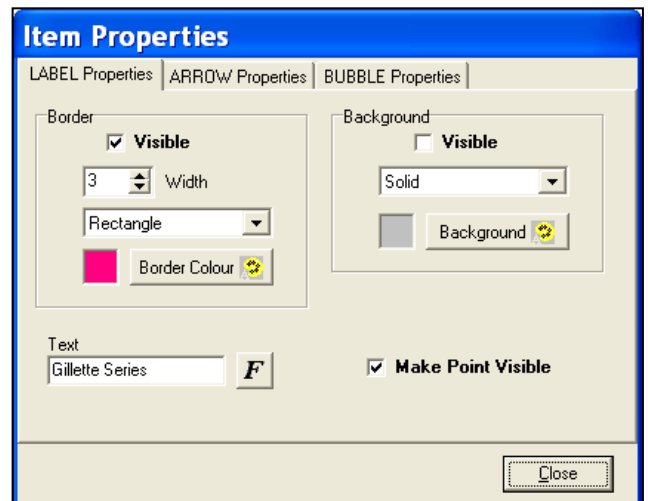 Item Properties
LABEL Properties ARROW Properties BUBBLE Properties
Border
Visible
3 Width
Rectangle
Border Colour
Background
Visible
Solid
Background
Text
Gillette Series
F
Make Point Visible
Close